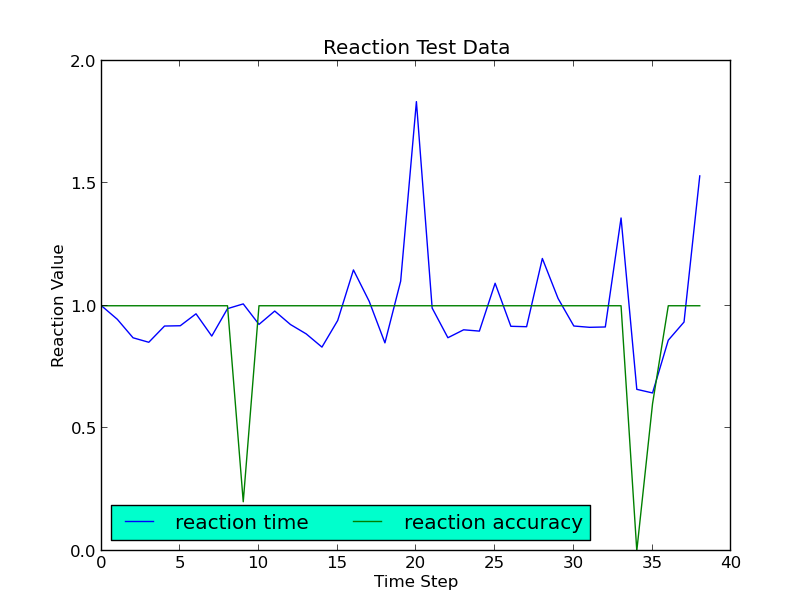 Reaction Test Data
2.0
1.5
1.0
0.5
0.0
Reaction Value
reaction time reaction accuracy
0 5 10 15 20 25 30 35 40
Time Step